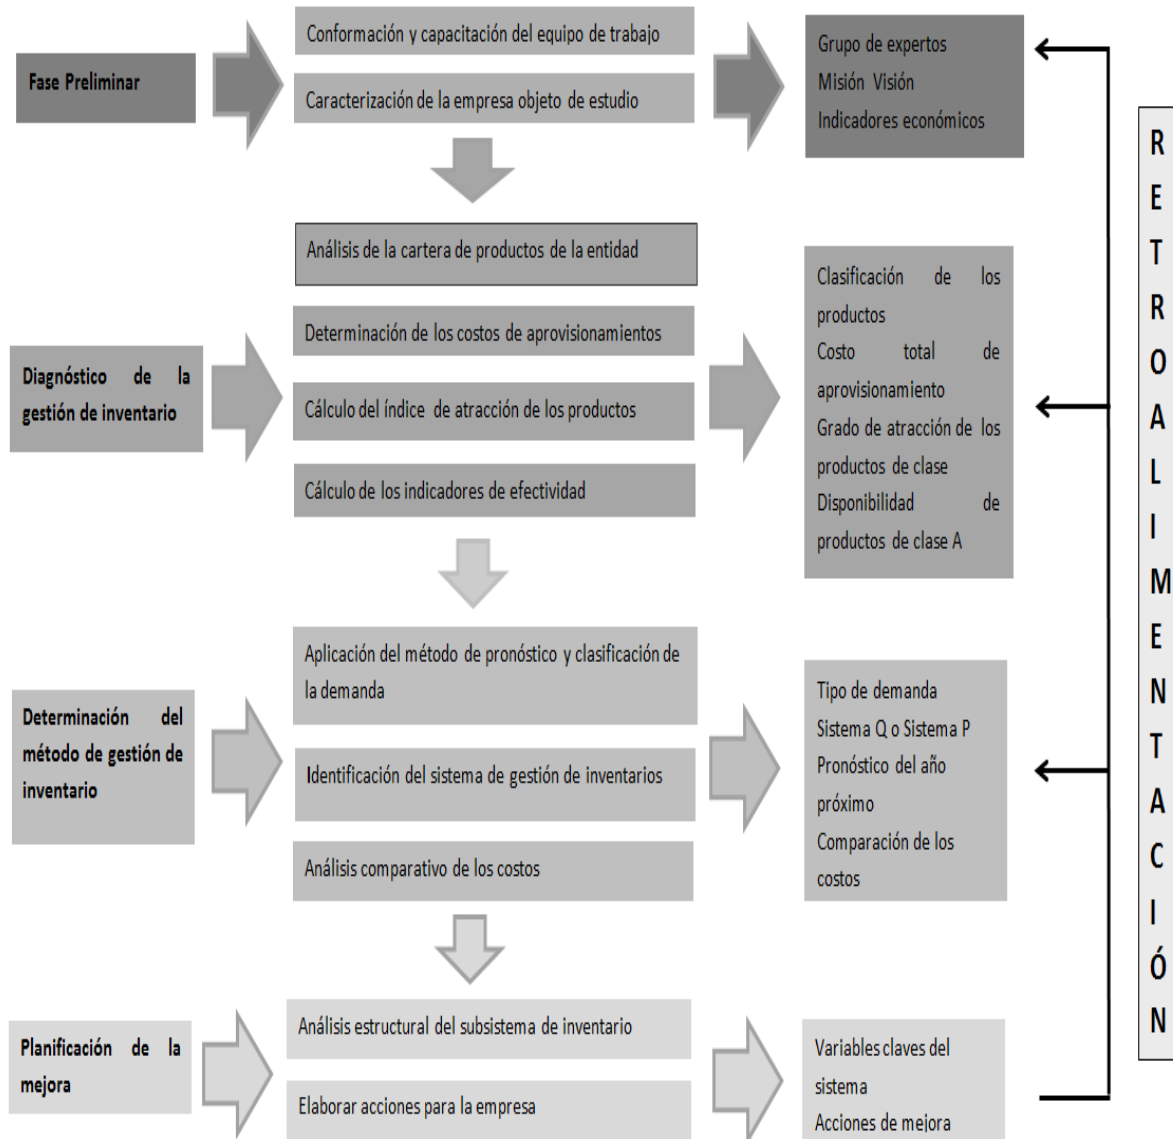 Conformación y capacitación del equipo de trabajo
Fase Preliminar
Caracterización de la empresa objeto de estudio
Grupo de expertos
Misión Visión
Indicadores económicos
Análisis de la cartera de productos de la entidad
Diagnóstico de la
gestión de inventario
Determinación de los costos de aprovisionamientos
Cálculo del índice de atracción de los productos
Cálculo de los indicadores de efectividad
Clasificación de los
productos
Costo total de
aprovisionamiento
Grado de atracción de los
productos de clase
Disponibilidad de
productos de clase A
Determinación del
método de gestión de
inventario
Aplicación del método de pronóstico y clasificación de
la demanda
Identificación del sistema de gestión de inventarios
Análisis comparativo de los costos
Tipo de demanda
Sistema Q o Sistema P
Pronóstico del año
próximo
Comparación de los
costos
Planificación de la
mejora
Análisis estructural del subsistema de inventario
Elaborar acciones para la empresa
Variables claves del
sistema
Acciones de mejora
RETROALIMENTACIÓN